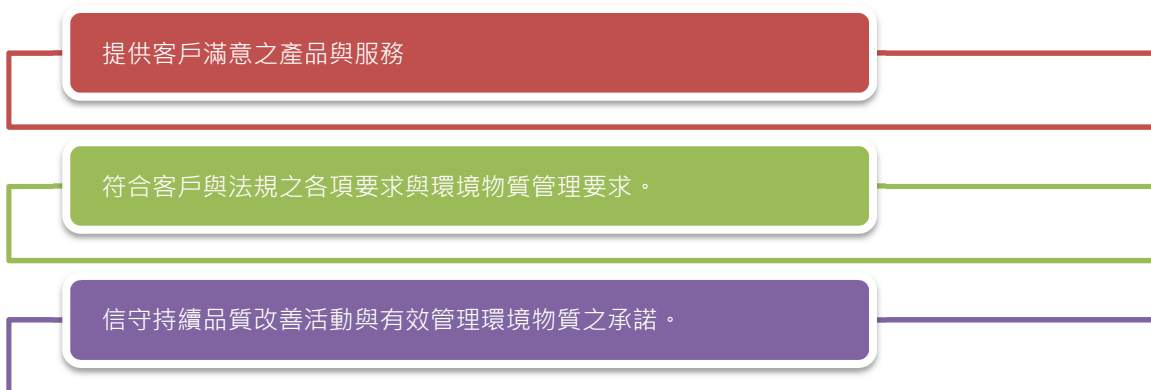 提供客戶滿意之產品與服務
符合客戶與法規之各項要求與環境物質管理要求。
信守持續品質改善活動與有效管理環境物質之承諾。